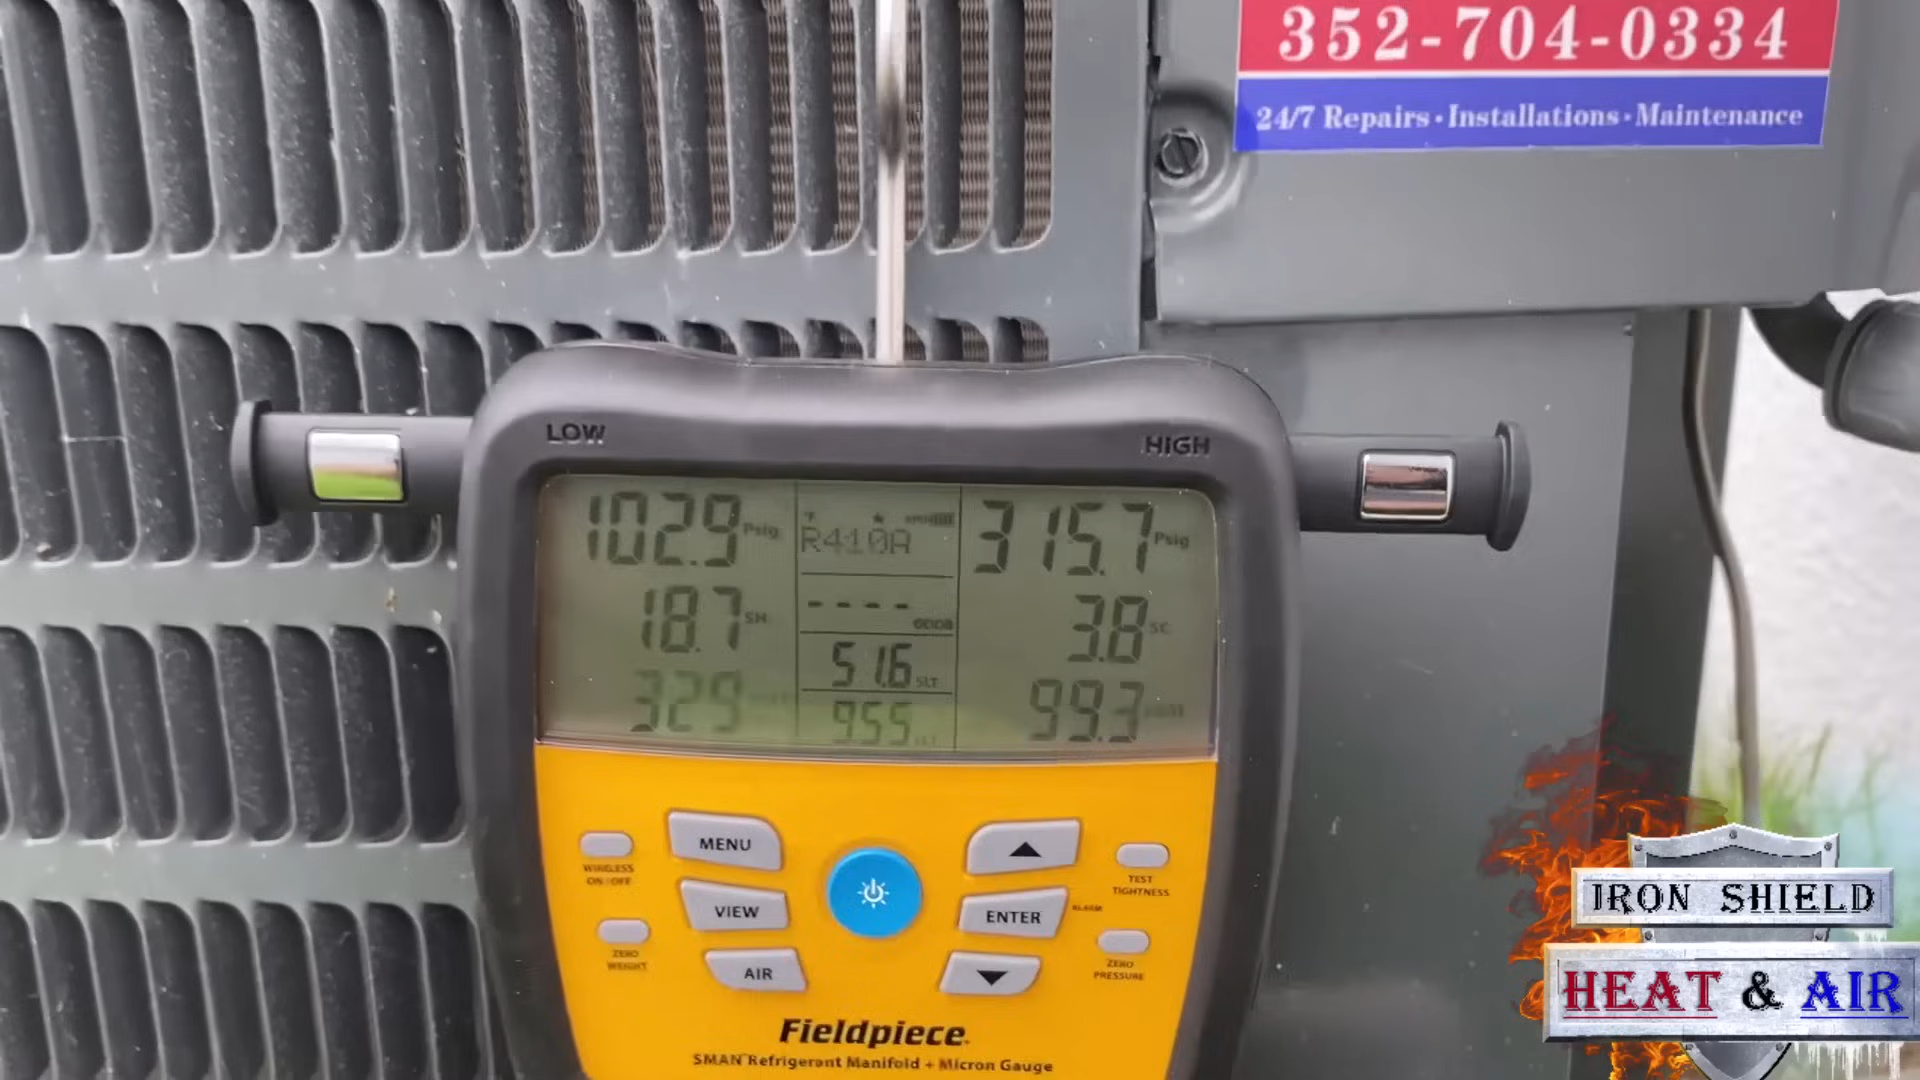 352-704-0334
24/7 Repairs · Installations · Maintenance
LOW
HIGH
102.9 Psig
°F
R410A
315.7 Psig
18.7 SH
- - - -
3.8 SC
51.6 SLT
32.9
95.5
99.3
MENU
WIRELESS
ON/OFF
VIEW
ZERO
WEIGHT
AIR
TEST
TIGHTNESS
ENTER
ALARM
ZERO
PRESSURE
Fieldpiece
SMAN Refrigerant Manifold + Micron Gauge
IRON SHIELD
HEAT & AIR